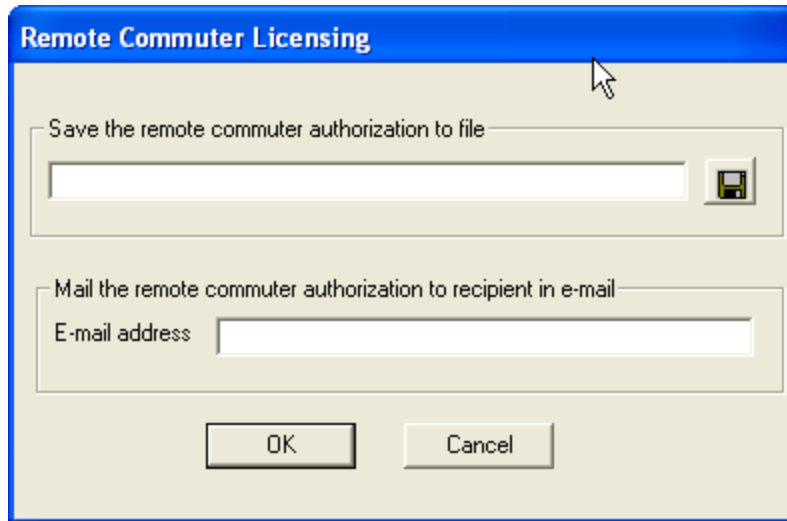 Remote Commuter Licensing
Save the remote commuter authorization to file
Mail the remote commuter authorization to recipient in e-mail
E-mail address
OK
Cancel